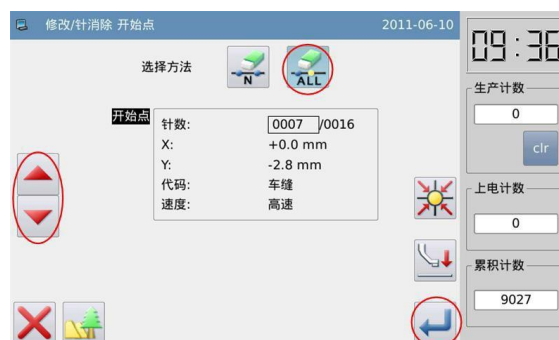 修改/针消除 开始点 2011-06-10
09:36
选择方法
N
ALL
生产计数
0
clr
开始点
针数: 0007 /0016
X: +0.0 mm
Y: -2.8 mm
代码: 车缝
速度: 高速
上电计数
0
累积计数
9027